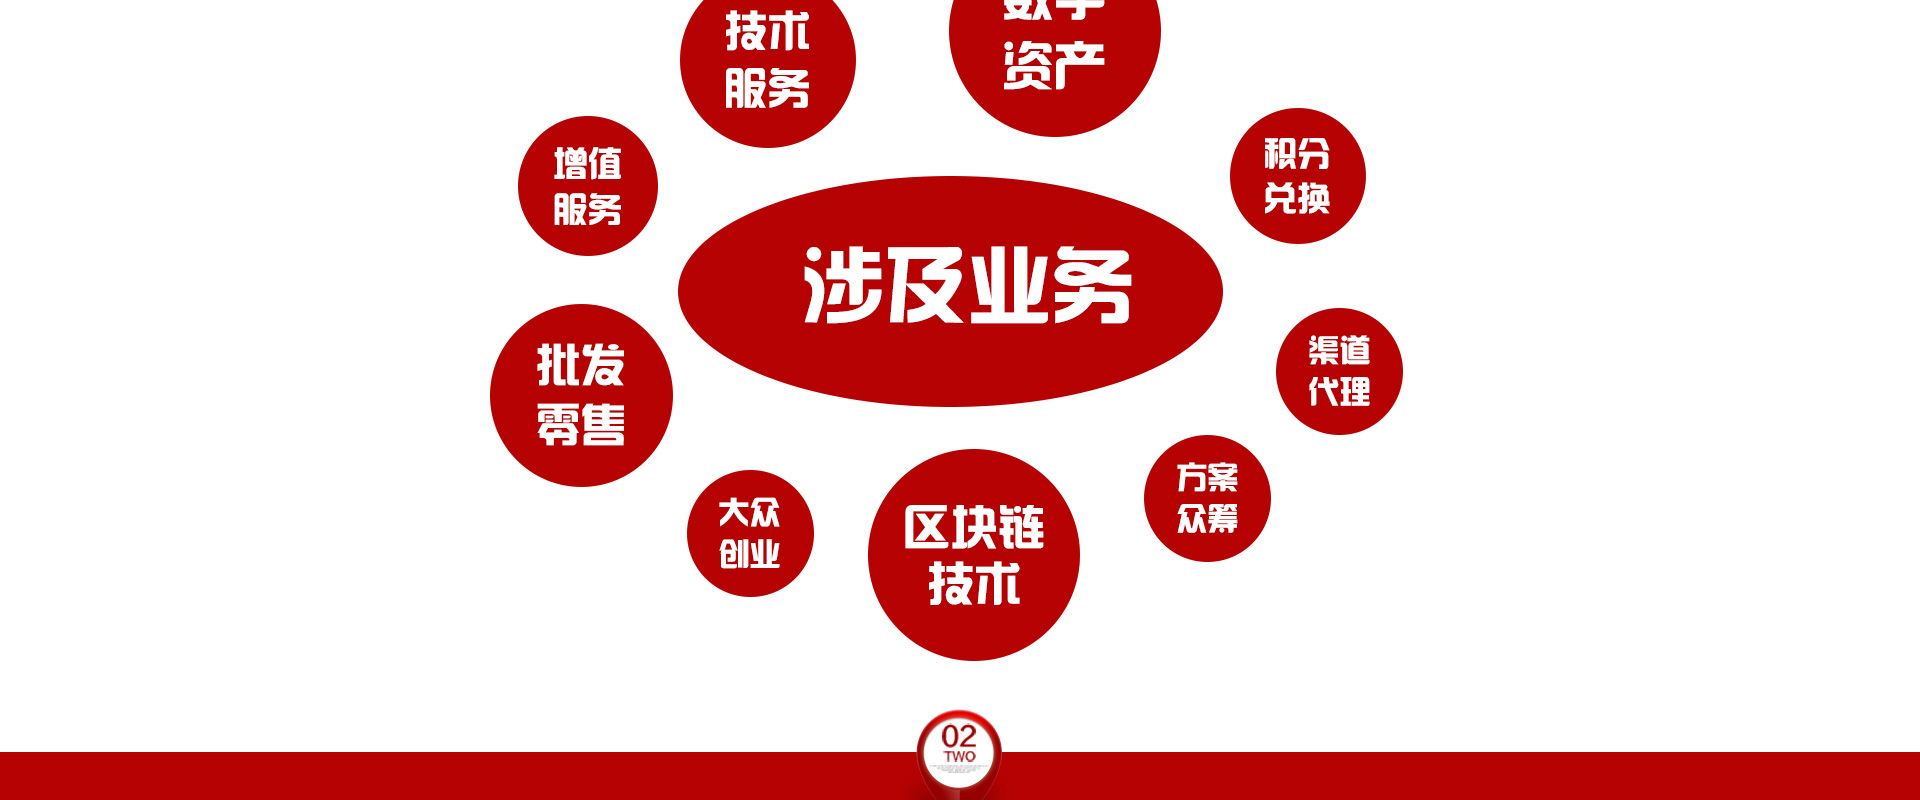 技术
服务
数字
资产
增值
服务
积分
兑换
涉及业务
批发
零售
渠道
代理
大众
创业
区块链
技术
方案
众筹
02
TWO